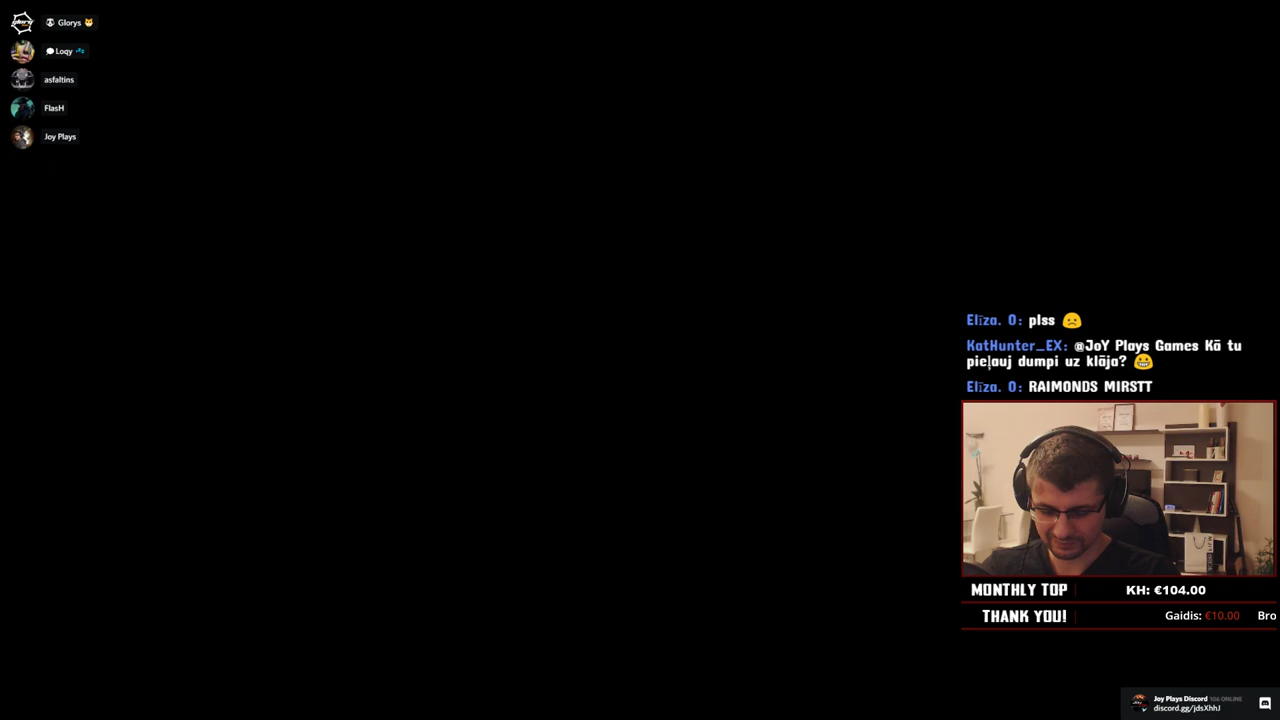 Glorys
Loqy
asfaltins
FlasH
Joy Plays
Elīza. O: plss
KatHunter_EX: @JoY Plays Games Kā tu
pieļauj dumpi uz klāja?
Elīza. O: RAIMONDS MIRSTT
MONTHLY TOP KH: €104.00
THANK YOU! Gaidis: €10.00 Bro
Joy Plays Discord 106 ONLINE
discord.gg/jdsXhhJ